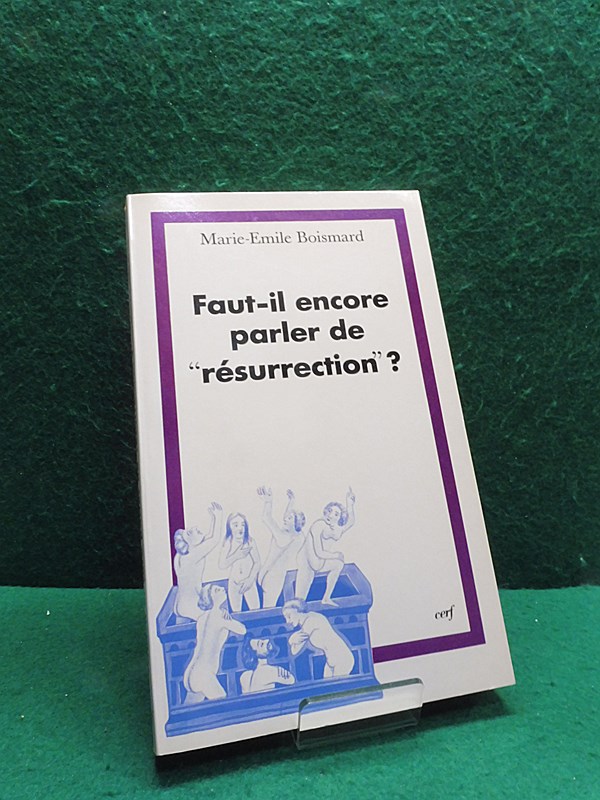 Marie-Emile Boismard
Faut-il encore
parler de
“résurrection” ?
cerf